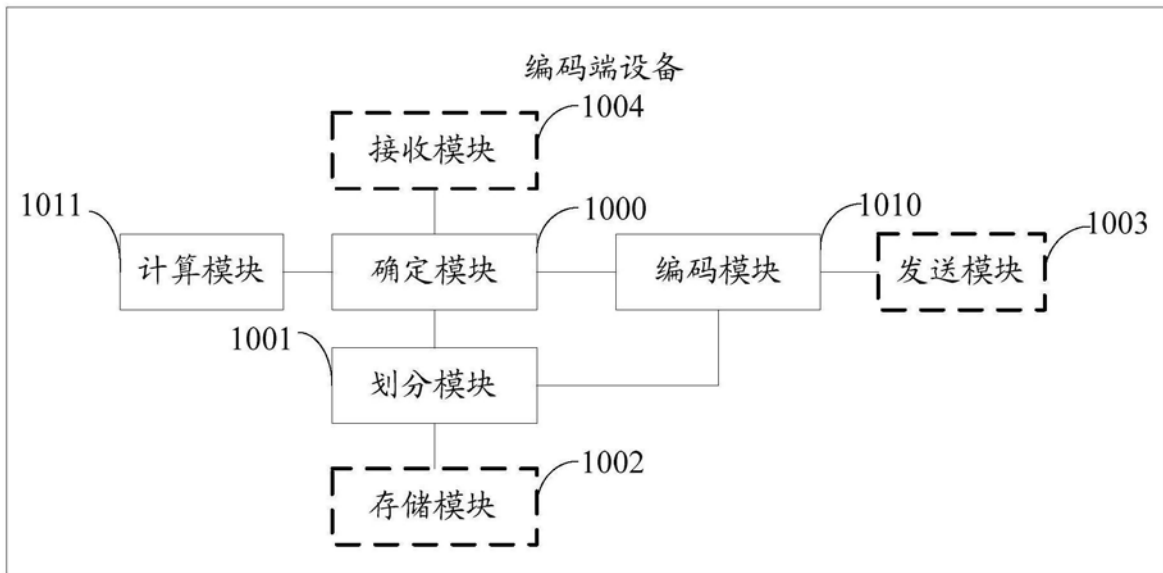 编码端设备
1004
接收模块
1011
1000
1010
1003
计算模块
确定模块
编码模块
发送模块
1001
划分模块
1002
存储模块